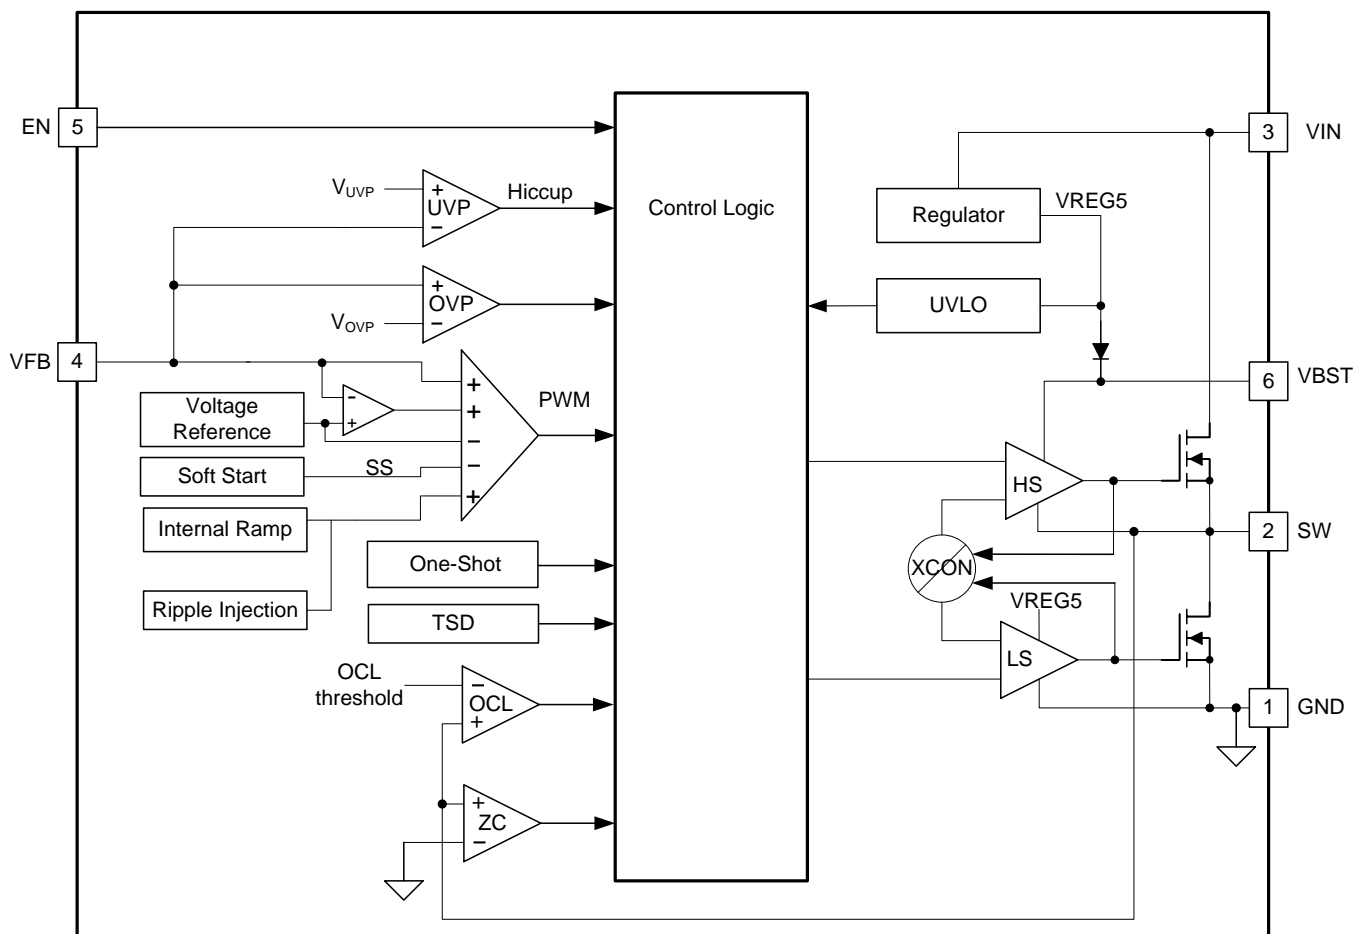 EN
5
VUVP
+
UVP
−
Hiccup
+
OVP
−
VOVP
VFB
4
Voltage
Reference
-
+
+
+
−
−
+
PWM
Soft Start
SS
Internal Ramp
Ripple Injection
One-Shot
TSD
OCL
threshold
−
OCL
+
+
ZC
−
Control Logic
3
VIN
Regulator
VREG5
UVLO
6
VBST
HS
2
SW
XCON
VREG5
LS
1
GND